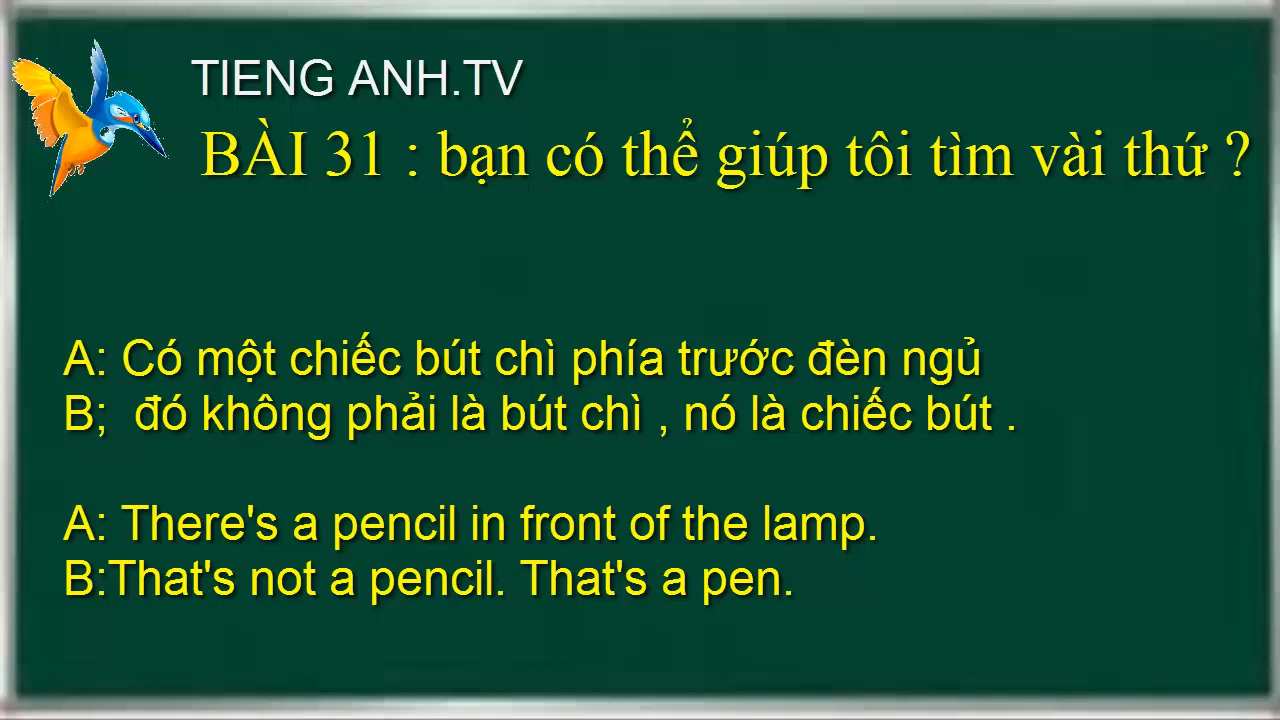 TIENG ANH.TV
BÀI 31 : bạn có thể giúp tôi tìm vài thứ ?
A: Có một chiếc bút chì phía trước đèn ngủ
B; đó không phải là bút chì , nó là chiếc bút .
A: There's a pencil in front of the lamp.
B:That's not a pencil. That's a pen.